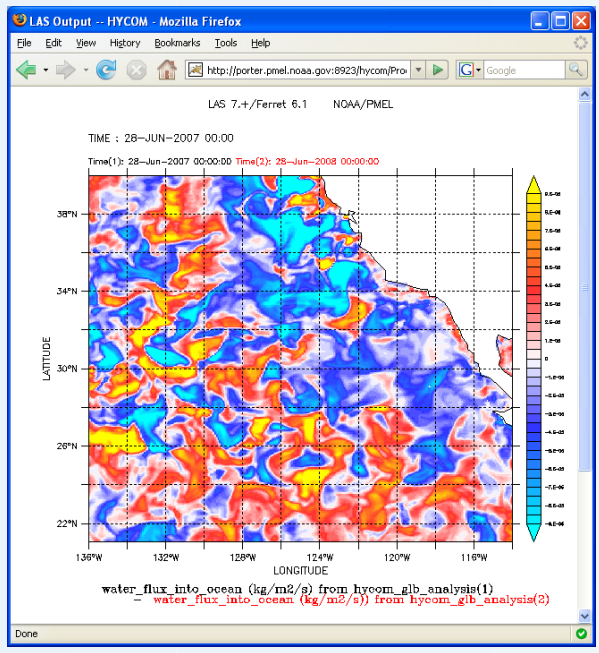 LAS Output -- HYCOM - Mozilla Firefox
File Edit View History Bookmarks Tools Help
http://porter.pmel.noaa.gov:8923/hycom/Pro
G Google
LAS 7.+/Ferret 6.1 NOAA/PMEL
TIME : 28-JUN-2007 00:00
Time(1): 28-Jun-2007 00:00:00 Time(2): 28-Jun-2008 00:00:00
38°N
34°N
30°N
26°N
22°N
LATITUDE
136°W 132°W 128°W 124°W 120°W 116°W
LONGITUDE
0
water_flux_into_ocean (kg/m2/s) from hycom_glb_analysis(1)
- water_flux_into_ocean (kg/m2/s)) from hycom_glb_analysis(2)
Done